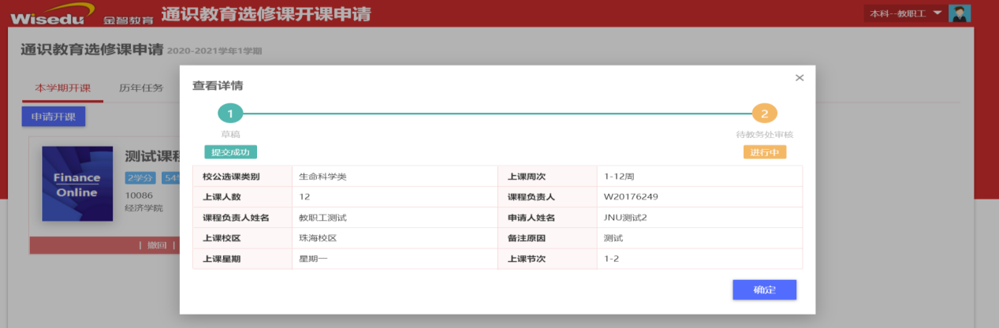 Wisedu 金智教育 通识教育选修课开课申请 本科--教职工
通识教育选修课申请 2020-2021学年1学期
本学期开课 历年任务
申请开课
Finance
Online
2学分
10086
经济学院
| 撤回 |
查看详情 ×
1 2
草稿 待教务处审核
提交成功 进行中
校公选课类别 生命科学类 上课周次 1-12周
上课人数 12 课程负责人 W20176249
课程负责人姓名 教职工测试 申请人姓名 JNU测试2
上课校区 珠海校区 备注原因 测试
上课星期 星期一 上课节次 1-2
确定